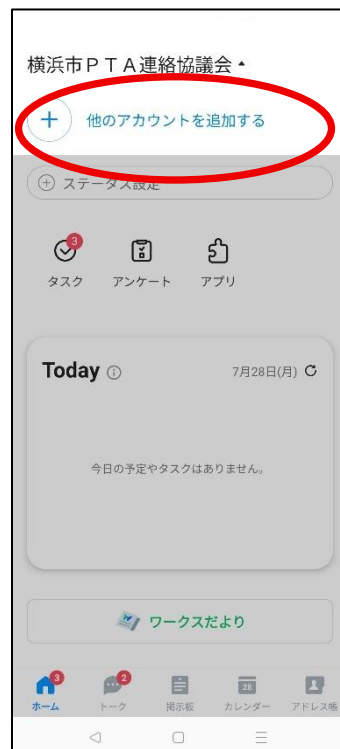 横浜市ＰＴＡ連絡協議会
他のアカウントを追加する
ステータス設定
3
タスク アンケート アプリ
Today 7月28日(月)
今日の予定やタスクはありません。
ワークスだより
3 2 28
ホーム トーク 掲示板 カレンダー アドレス帳